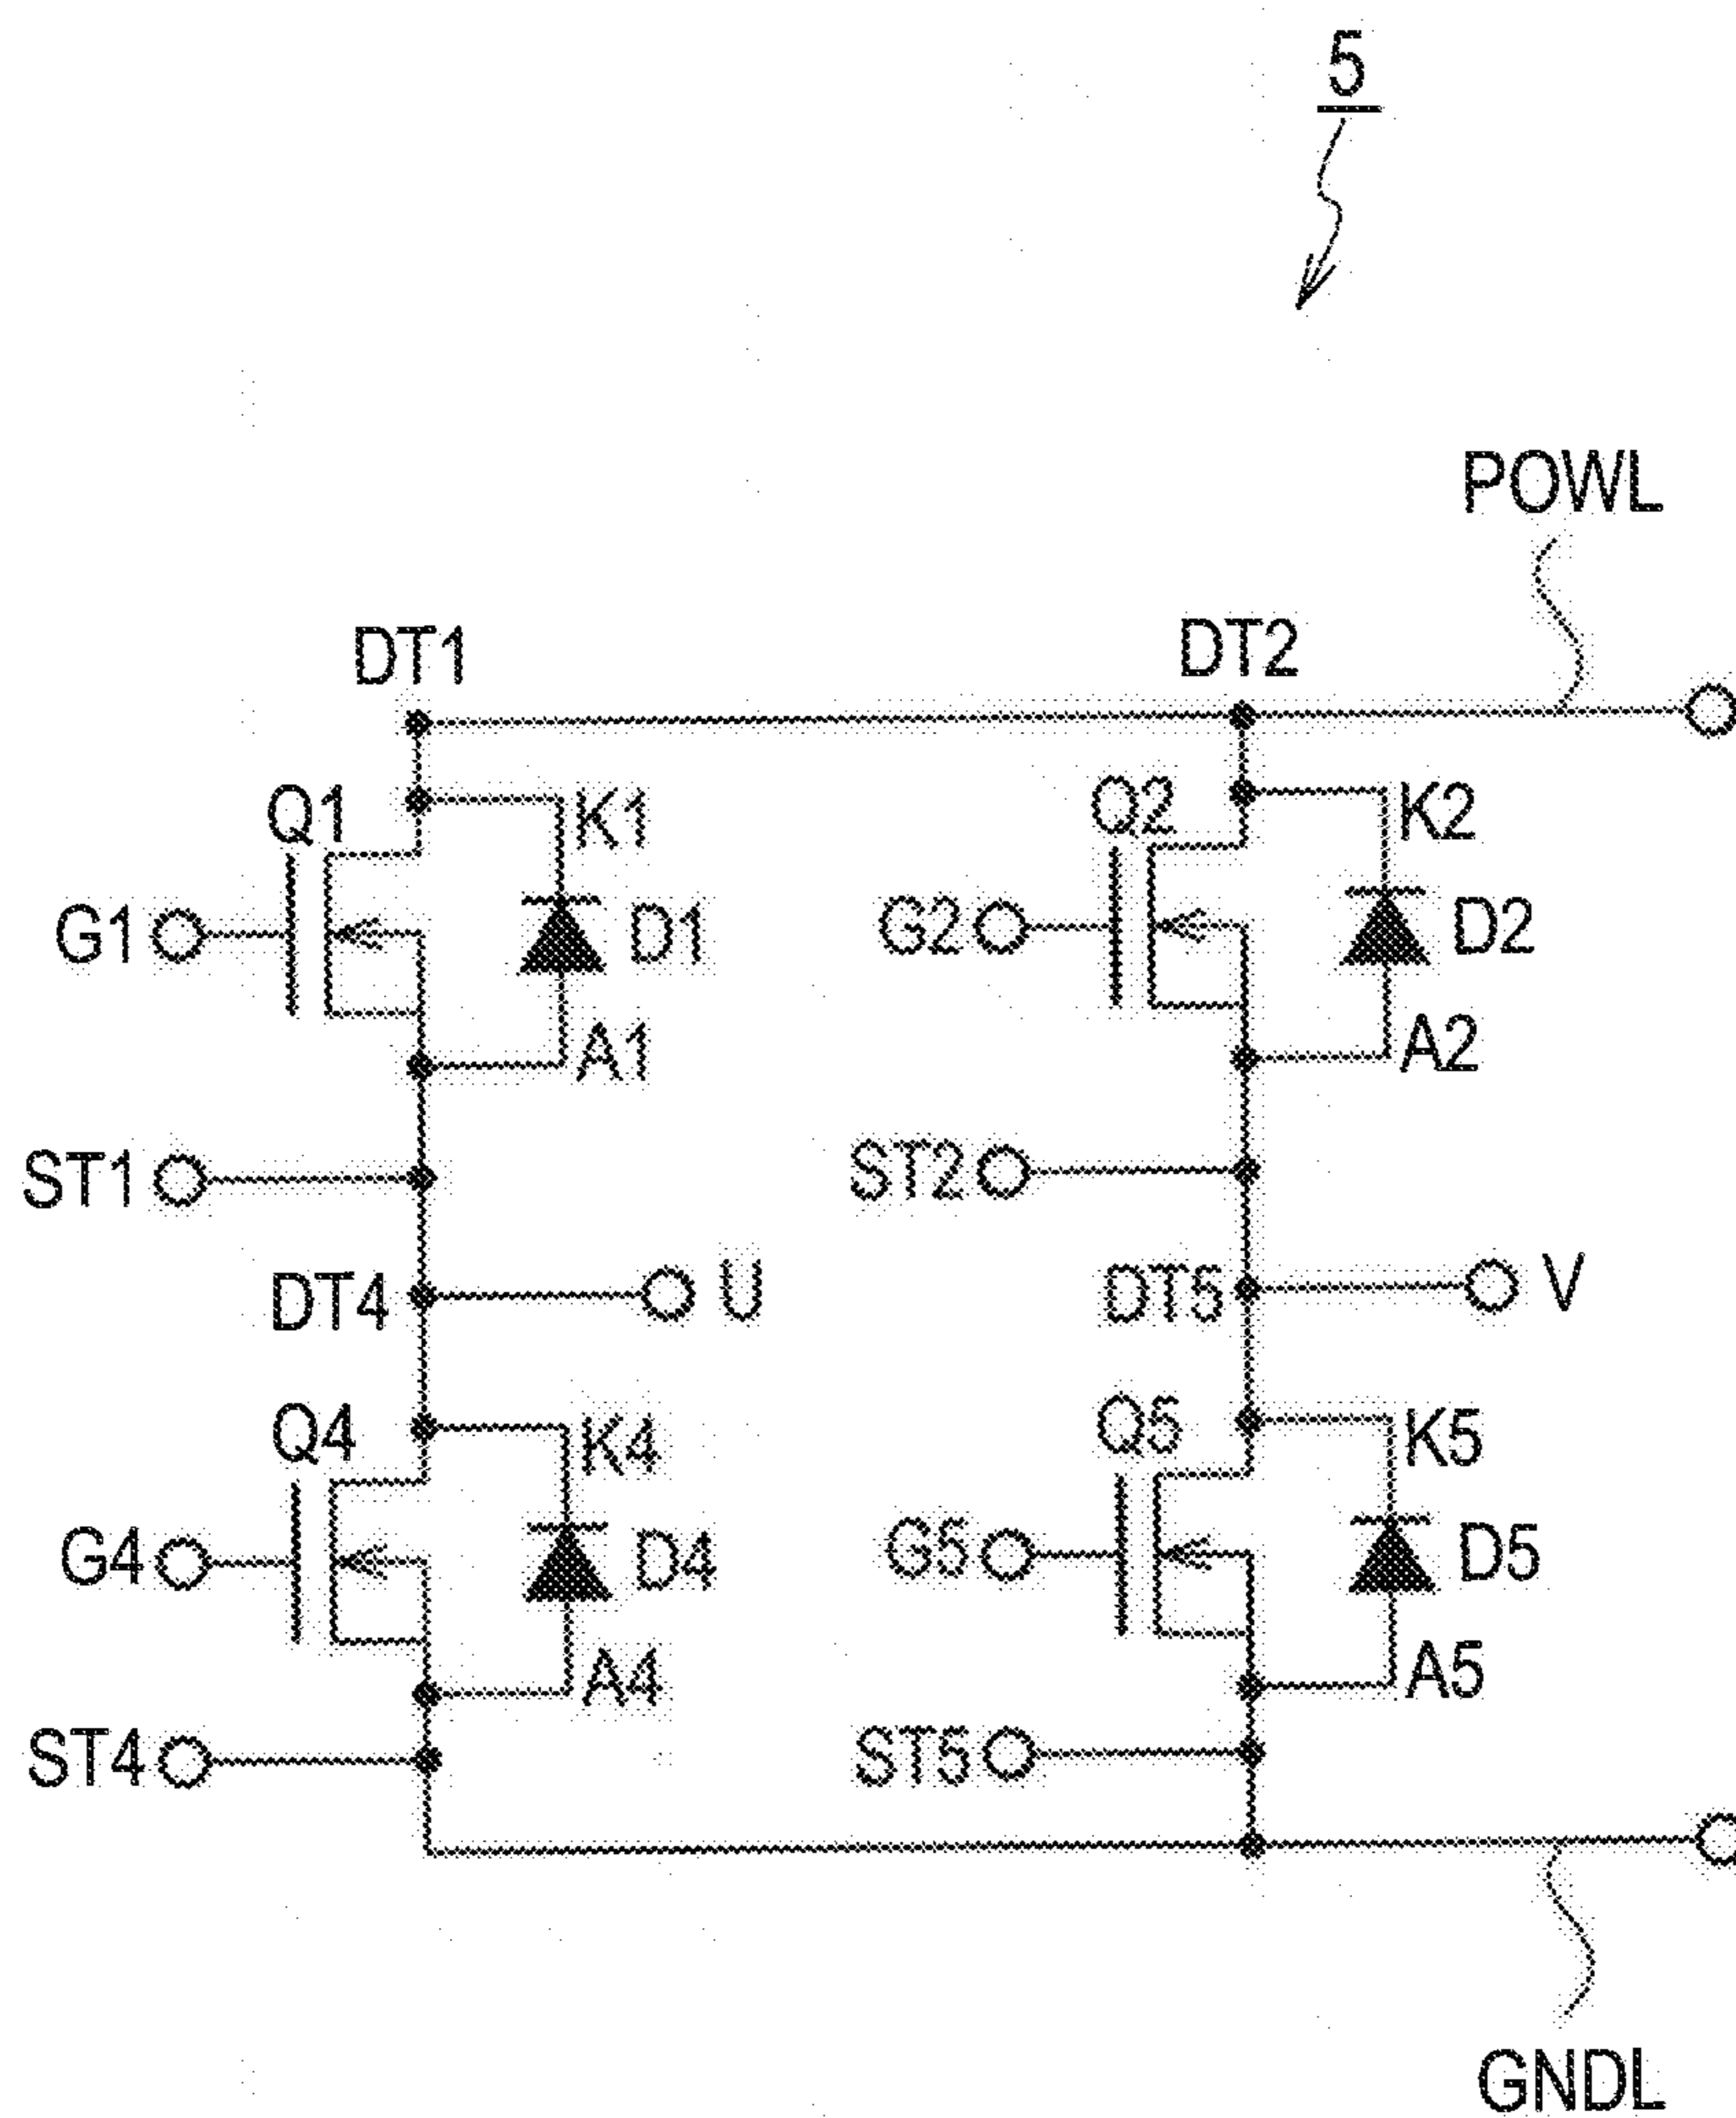 5
POWL
DT1 DT2
Q1 K1 Q2 K2
G1 D1 G2 D2
A1 A2
ST1 ST2
DT4 U DT5 V
Q4 K4 Q5 K5
G4 D4 G5 D5
A4 A5
ST4 ST5
GNDL